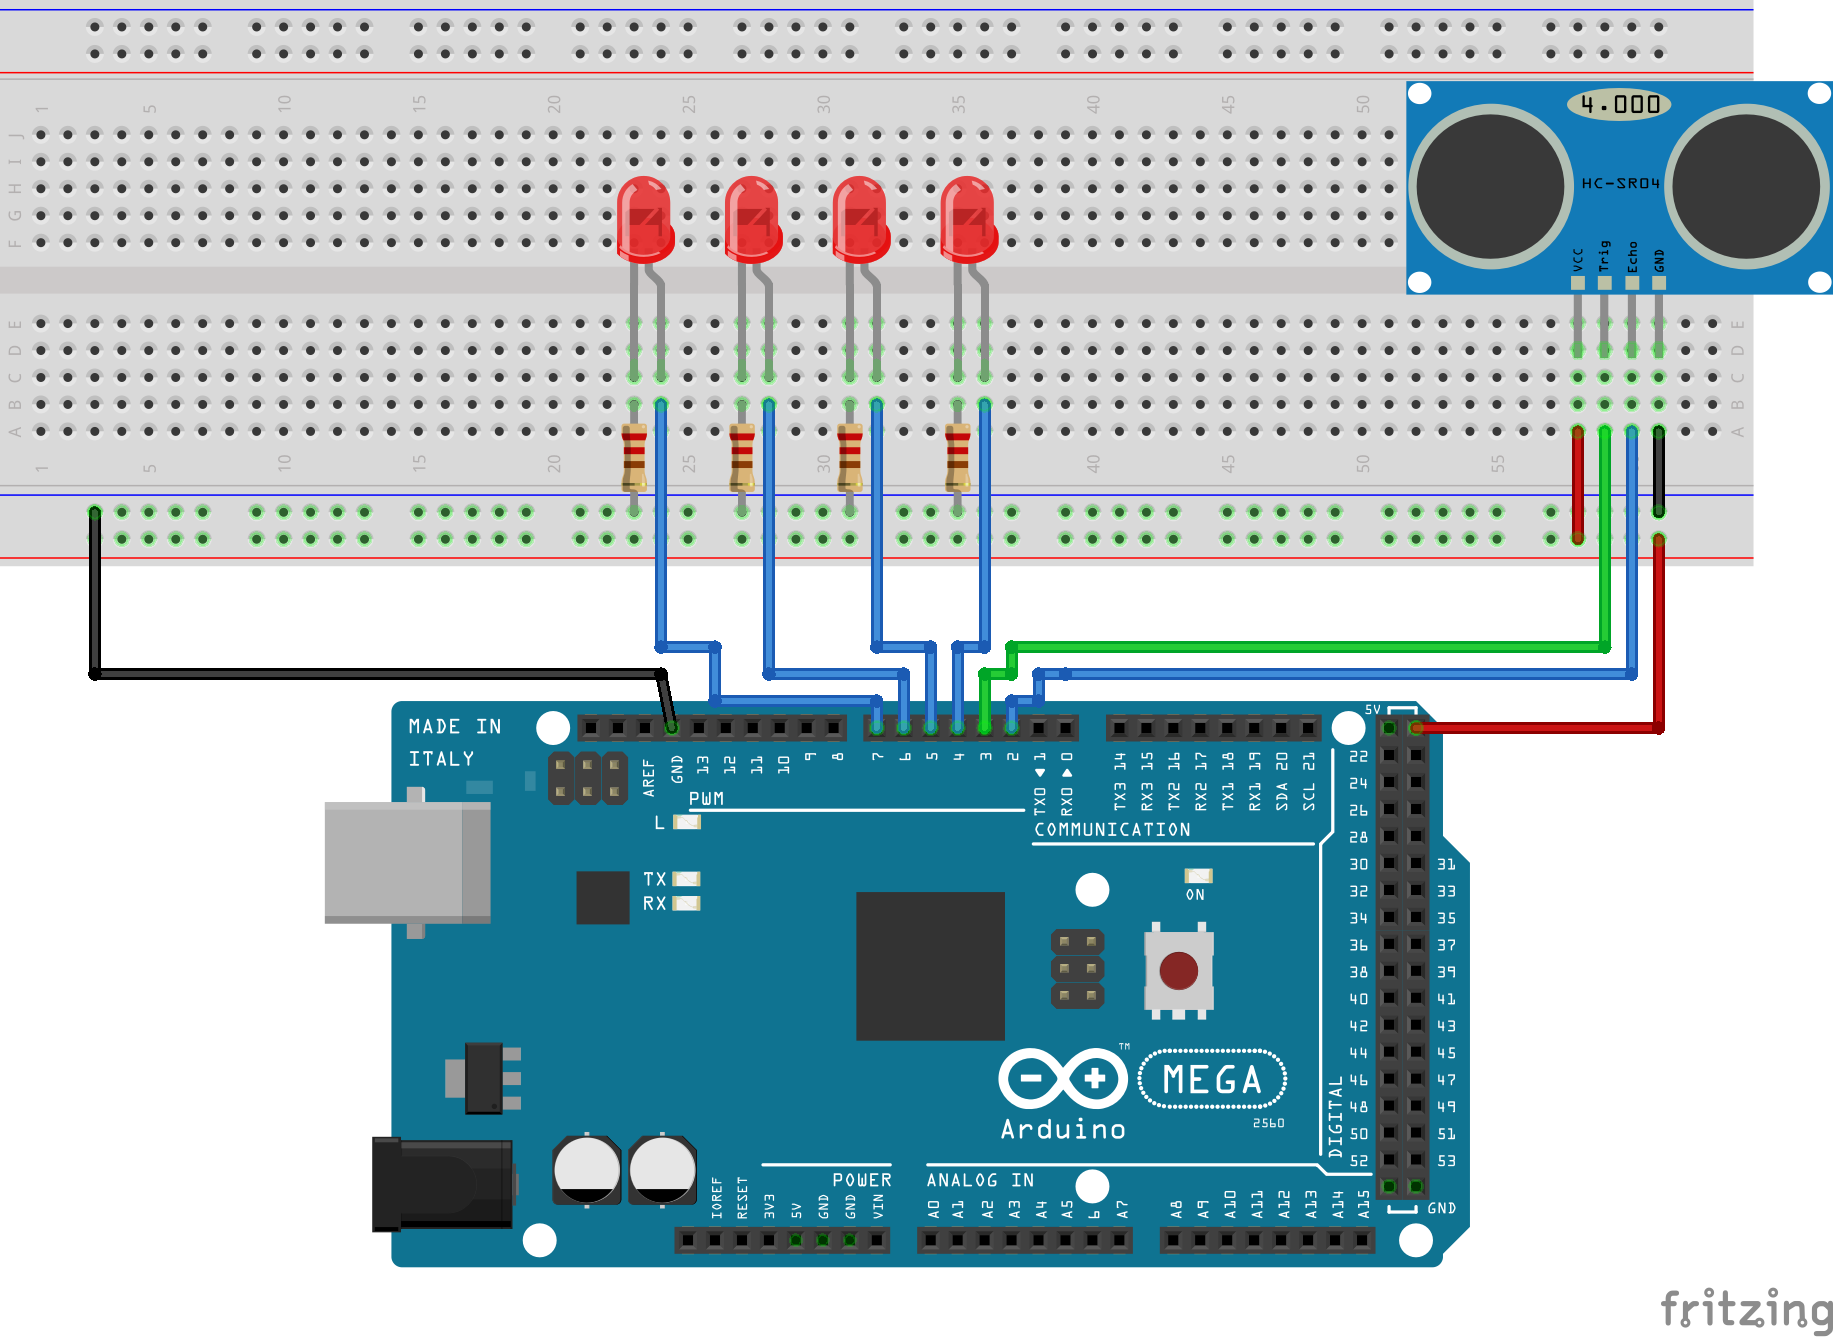 1 5 10 15 20 25 30 35 40 45 50
J
I
H
G
F
4.000
HC-SR04
VCC Trig Echo GND
E E
D D
C C
B B
A A
1 5 10 15 20 25 30 35 40 45 50 55
MADE IN
ITALY
AREF GND 13 12 11 10 9 8
7 6 5 4 3 2 TX0 1 RX0 0
TX3 14 RX3 15 TX2 16 RX2 17 TX1 18 RX1 19 SDA 20 SCL 21
PWM
COMMUNICATION
L
TX
RX
ON
5V
22
24
26
28
30 31
32 33
34 35
36 37
38 39
40 41
42 43
44 45
46 47
48 49
50 51
52 53
GND
DIGITAL
TM
MEGA
2560
Arduino
POWER
ANALOG IN
IOREF RESET 3V3 5V GND GND VIN
A0 A1 A2 A3 A4 A5 6 A7
A8 A9 A10 A11 A12 A13 A14 A15
fritzing